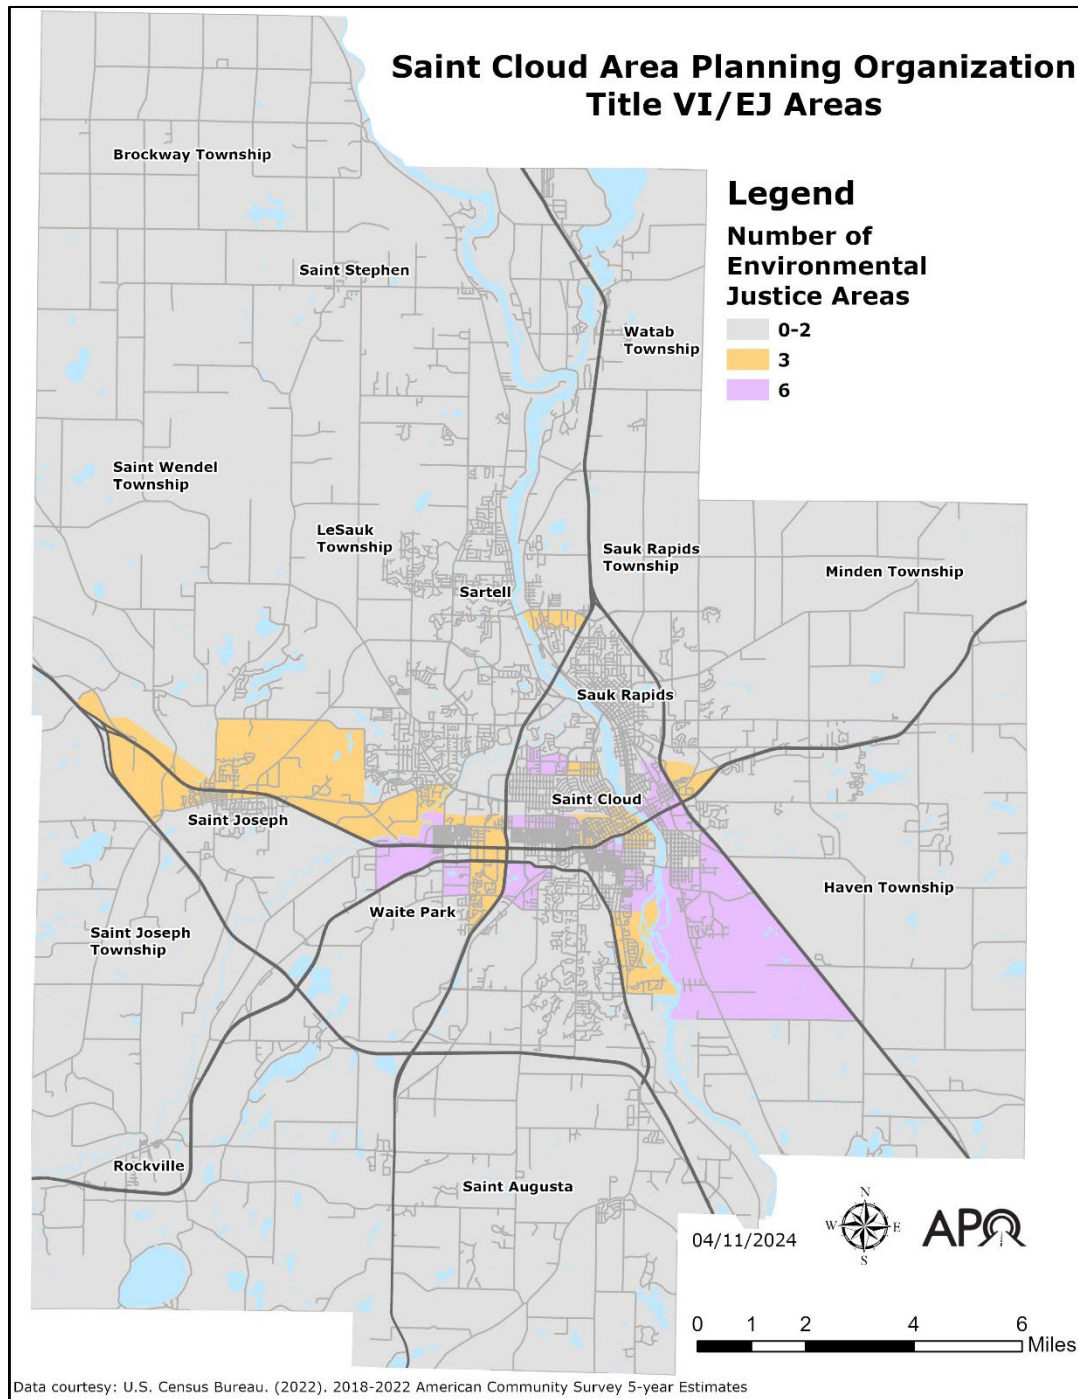 Saint Cloud Area Planning Organization
Title VI/EJ Areas
Legend
Number of
Environmental
Justice Areas
0-2
3
6
Brockway Township
Saint Stephen
Watab
Township
Saint Wendel
Township
LeSauk
Township
Sauk Rapids
Township
Minden Township
Sartell
Sauk Rapids
Saint Cloud
Saint Joseph
Haven Township
Waite Park
Saint Joseph
Township
Rockville
Saint Augusta
N
W E
S
04/11/2024
APO
0 1 2 4 6
Miles
Data courtesy: U.S. Census Bureau. (2022). 2018-2022 American Community Survey 5-year Estimates